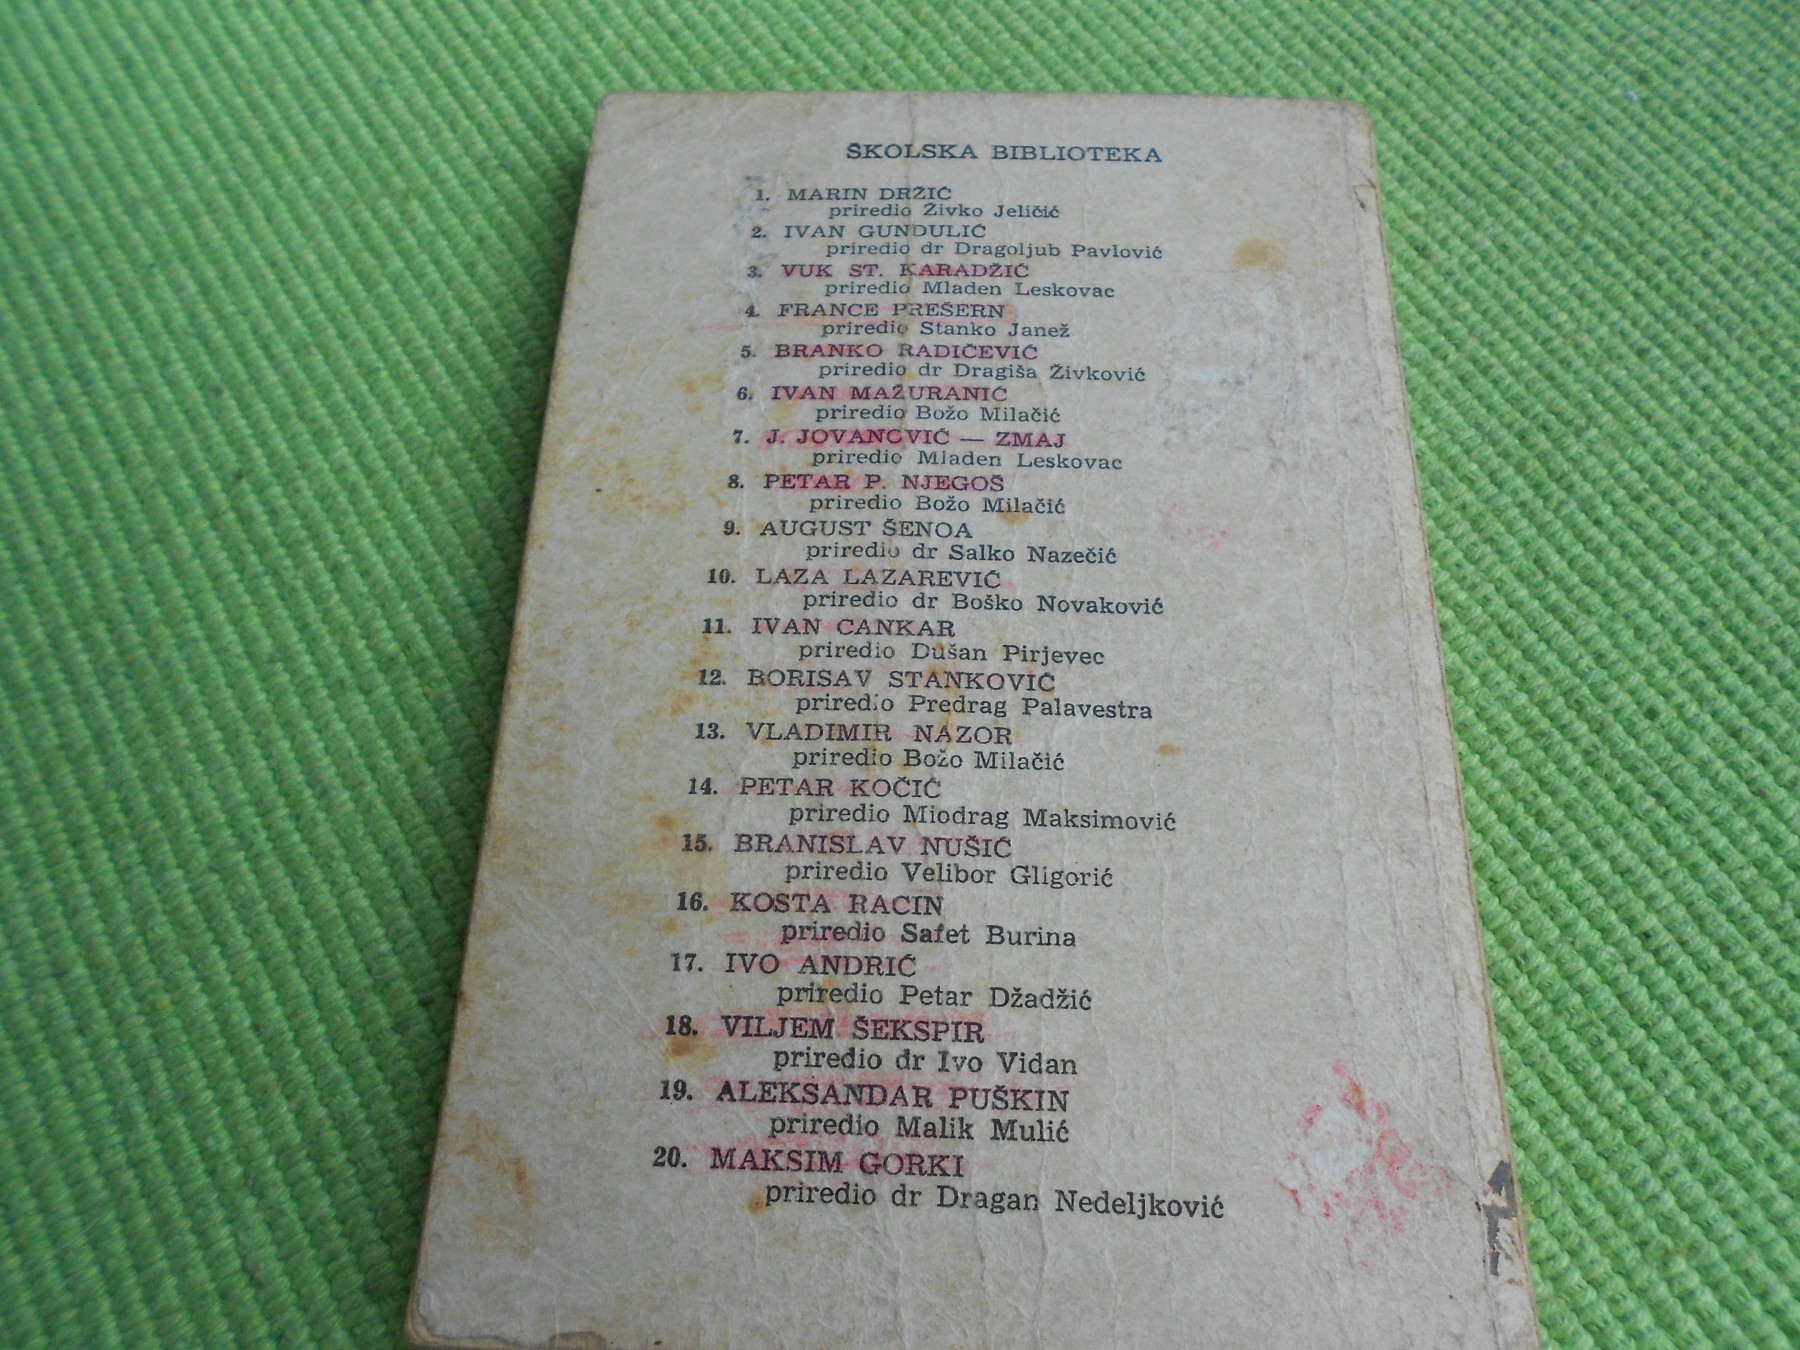 ŠKOLSKA BIBLIOTEKA
1. MARIN DRŽIĆ
priredio Živko Jeličić
2. IVAN GUNDULIĆ
priredio dr Dragoljub Pavlović
3. VUK ST. KARADŽIĆ
priredio Mladen Leskovac
4. FRANCE PREŠERN
priredio Stanko Janež
5. BRANKO RADIČEVIĆ
priredio dr Dragiša Živković
6. IVAN MAŽURANIĆ
priredio Božo Milačić
7. J. JOVANOVIĆ — ZMAJ
priredio Mladen Leskovac
8. PETAR P. NJEGOŠ
priredio Božo Milačić
9. AUGUST ŠENOA
priredio dr Salko Nazečić
10. LAZA LAZAREVIĆ
priredio dr Boško Novaković
11. IVAN CANKAR
priredio Dušan Pirjevec
12. BORISAV STANKOVIĆ
priredio Predrag Palavestra
13. VLADIMIR NAZOR
priredio Božo Milačić
14. PETAR KOČIĆ
priredio Miodrag Maksimović
15. BRANISLAV NUŠIĆ
priredio Velibor Gligorić
16. KOSTA RACIN
priredio Safet Burina
17. IVO ANDRIĆ
priredio Petar Džadžić
18. VILJEM ŠEKSPIR
priredio dr Ivo Vidan
19. ALEKSANDAR PUŠKIN
priredio Malik Mulić
20. MAKSIM GORKI
priredio dr Dragan Nedeljković